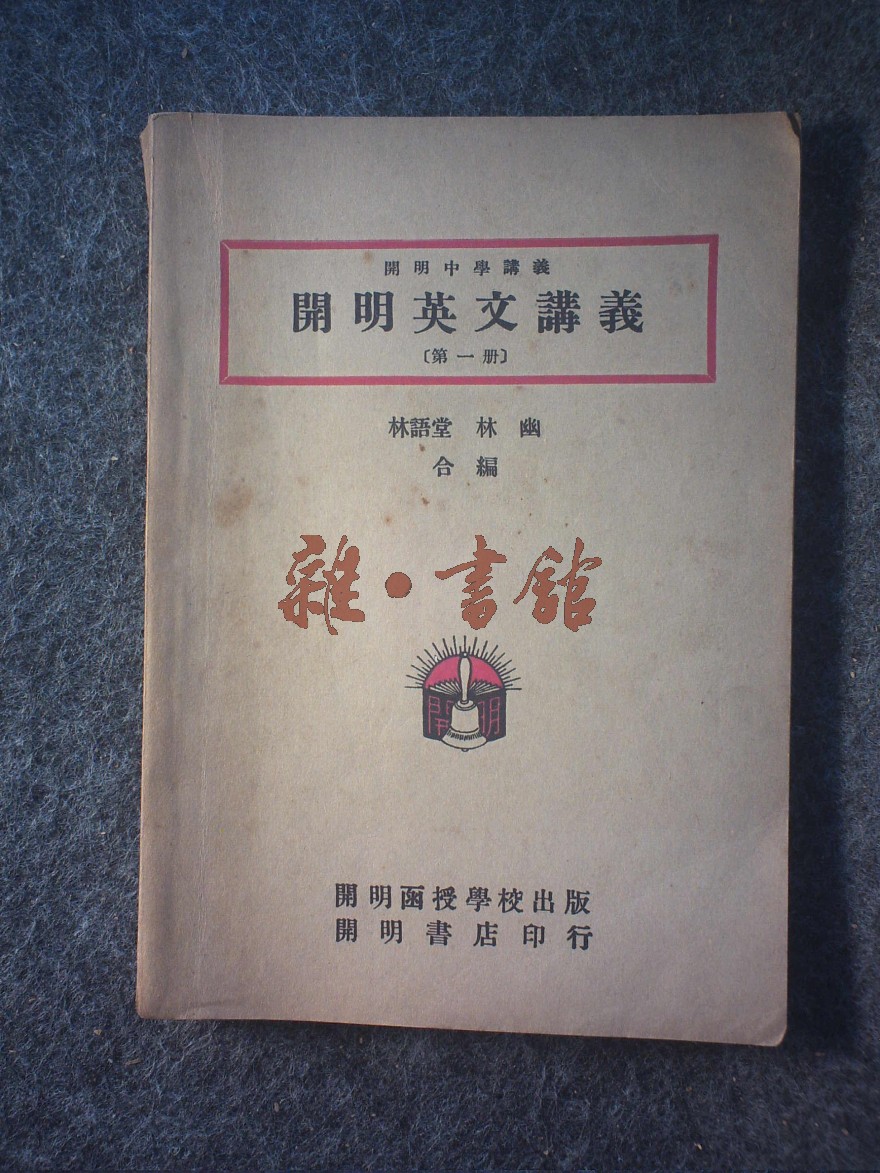 開明中學講義
開明英文講義
〔第一册〕
林語堂 林幽
合編
雜·書館
開明
開明函授學校出版
開明書店印行